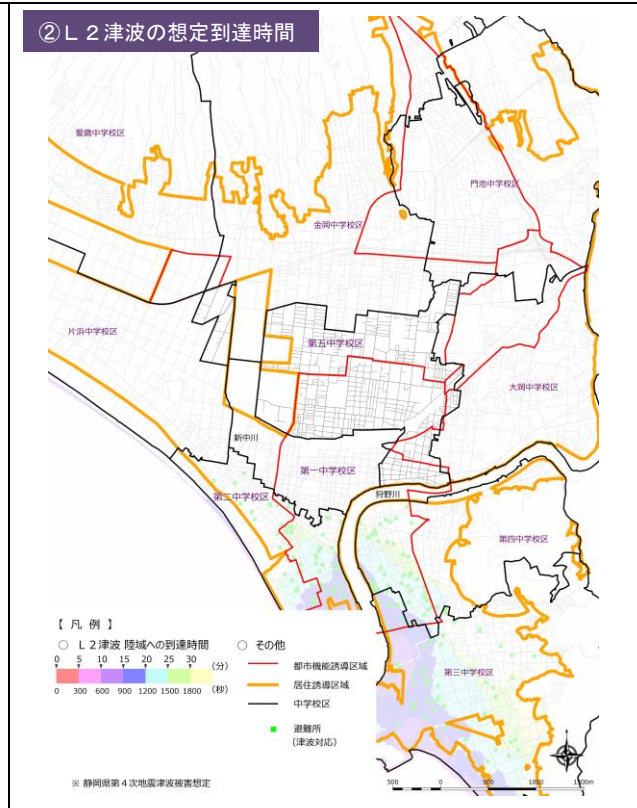 ②L2津波の想定到達時間
愛鷹中学校区
門池中学校区
金岡中学校区
片浜中学校区
第五中学校区
大岡中学校区
新中川
第一中学校区
第二中学校区
狩野川
第四中学校区
第三中学校区
【 凡 例 】
○ L2津波 陸域への到達時間
0 5 10 15 20 25 30 (分)
0 300 600 900 1200 1500 1800 (秒)
○ その他
都市機能誘導区域
居住誘導区域
中学校区
避難所
(津波対応)
※ 静岡県第4次地震津波被害想定
500 0 500 1000 1500m